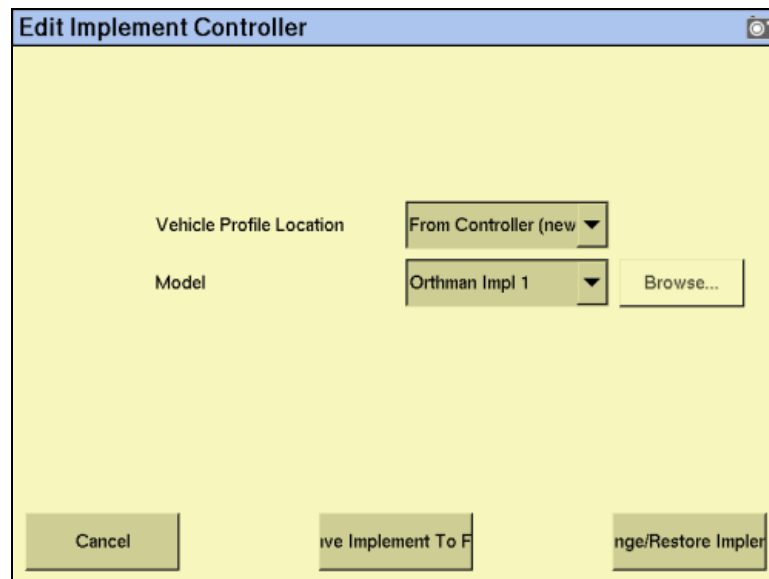 Edit Implement Controller
Vehicle Profile Location
From Controller (new
Model
Orthman Impl 1
Browse...
Cancel
ve Implement To F
nge/Restore Impler